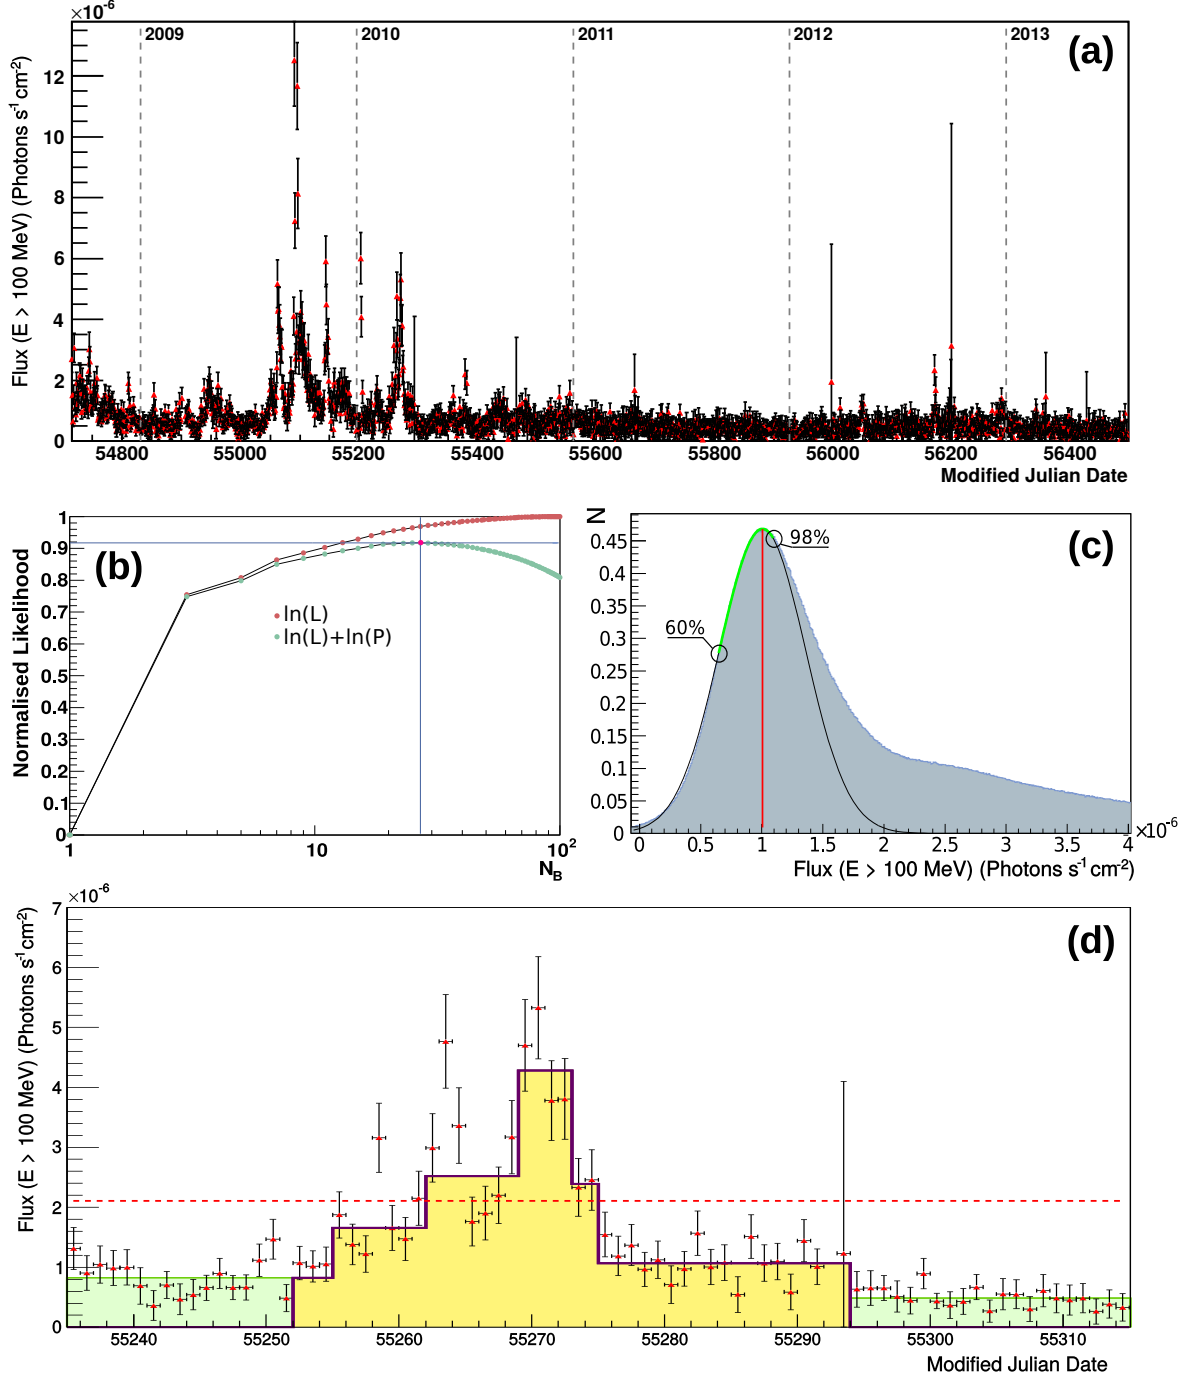 ×10⁻⁶
2009 2010 2011 2012 2013
(a)
Flux (E > 100 MeV) (Photons s⁻¹cm⁻²)
12
10
8
6
4
2
0
54800 55000 55200 55400 55600 55800 56000 56200 56400
Modified Julian Date
(b)
Normalised Likelihood
1
0.9
0.8
0.7
0.6
0.5
0.4
0.3
0.2
0.1
0
ln(L)
ln(L)+ln(P)
1 10 10²
N_B
(c)
N
0.45
0.4
0.35
0.3
0.25
0.2
0.15
0.1
0.05
0
98%
60%
0 0.5 1 1.5 2 2.5 3 3.5 4
×10⁻⁶
Flux (E > 100 MeV) (Photons s⁻¹cm⁻²)
×10⁻⁶
(d)
Flux (E > 100 MeV) (Photons s⁻¹cm⁻²)
7
6
5
4
3
2
1
0
55240 55250 55260 55270 55280 55290 55300 55310
Modified Julian Date